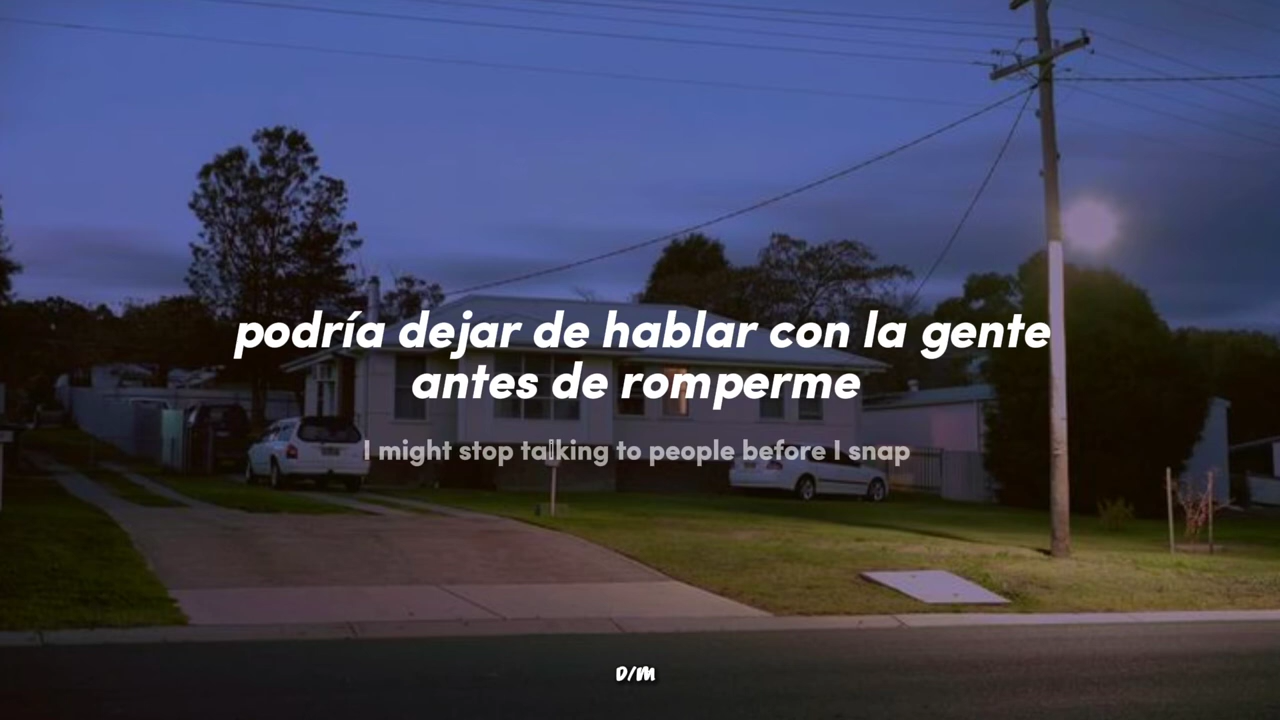 podría dejar de hablar con la gente
antes de romperme
I might stop talking to people before I snap
D/M